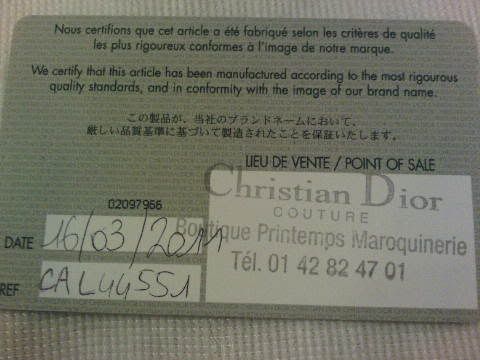 Nous certifions que cet article a été fabriqué selon les critères de qualité
les plus rigoureux conformes à l'image de notre marque.
We certify that this article has been manufactured according to the most rigourous
quality standards, and in conformity with the image of our brand name.
この製品が、当社のブランドネームにおいて、
厳しい品質基準に基づいて製造されたことを保証いたします。
LIEU DE VENTE / POINT OF SALE
Christian Dior
COUTURE
02097966
Boutique Printemps Maroquinerie
DATE 16/03/2011
Tél. 01 42 82 47 01
REF CAL44551